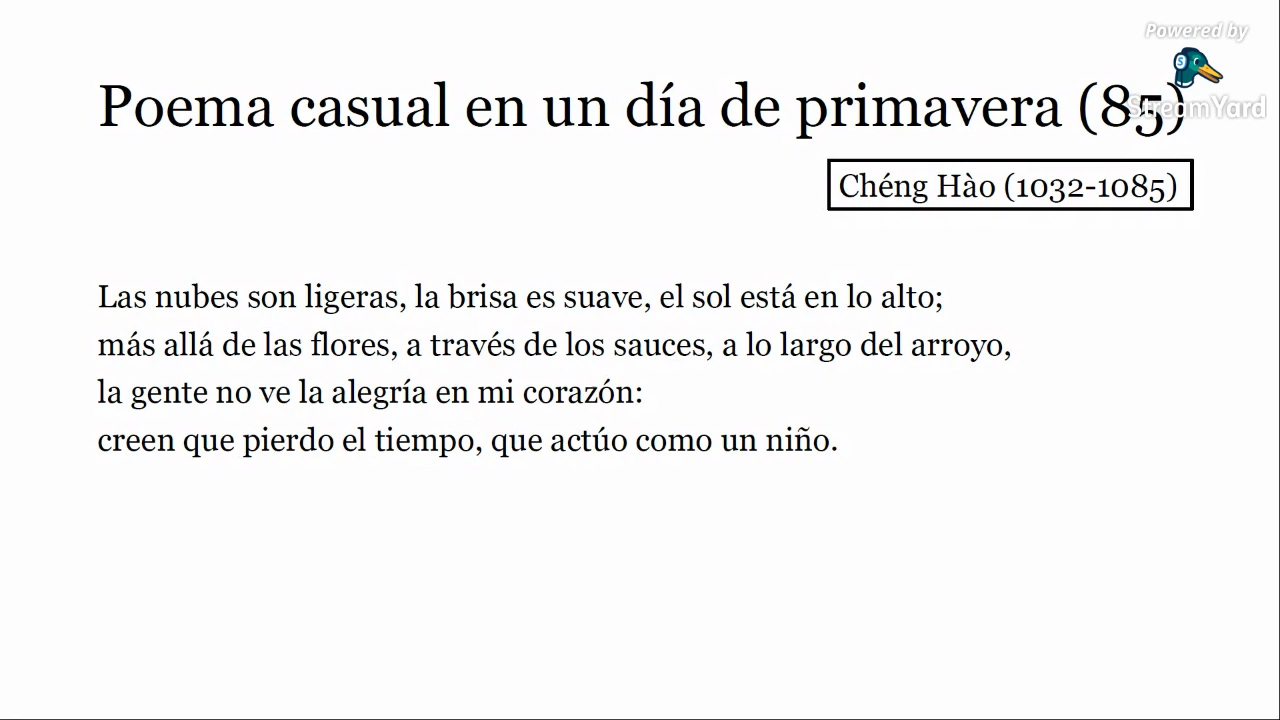 Powered by
Poema casual en un día de primavera (85)
StreamYard
Chéng Hào (1032-1085)
Las nubes son ligeras, la brisa es suave, el sol está en lo alto;
más allá de las flores, a través de los sauces, a lo largo del arroyo,
la gente no ve la alegría en mi corazón:
creen que pierdo el tiempo, que actúo como un niño.